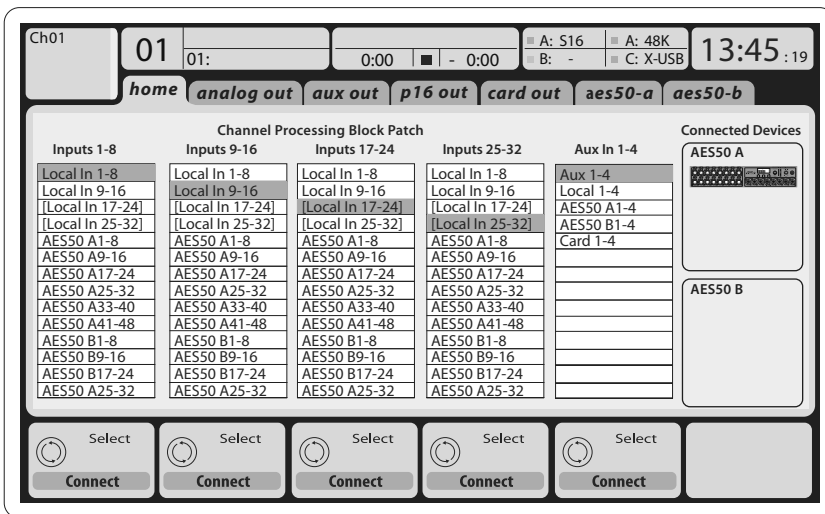 Ch01
01
01:
0:00 - 0:00
A: S16
B: -
A: 48K
C: X-USB
13:45 :19
home analog out aux out p16 out card out aes50-a aes50-b
Channel Processing Block Patch
Connected Devices
Inputs 1-8 Inputs 9-16 Inputs 17-24 Inputs 25-32 Aux In 1-4
AES50 A
Local In 1-8 Local In 1-8 Local In 1-8 Local In 1-8 Aux 1-4
Local In 9-16 Local In 9-16 Local In 9-16 Local In 9-16 Local 1-4
[Local In 17-24] [Local In 17-24] [Local In 17-24] [Local In 17-24] AES50 A1-4
[Local In 25-32] [Local In 25-32] [Local In 25-32] [Local In 25-32] AES50 B1-4
AES50 A1-8 AES50 A1-8 AES50 A1-8 AES50 A1-8 Card 1-4
AES50 A9-16 AES50 A9-16 AES50 A9-16 AES50 A9-16
AES50 A17-24 AES50 A17-24 AES50 A17-24 AES50 A17-24
AES50 A25-32 AES50 A25-32 AES50 A25-32 AES50 A25-32
AES50 B
AES50 A33-40 AES50 A33-40 AES50 A33-40 AES50 A33-40
AES50 A41-48 AES50 A41-48 AES50 A41-48 AES50 A41-48
AES50 B1-8 AES50 B1-8 AES50 B1-8 AES50 B1-8
AES50 B9-16 AES50 B9-16 AES50 B9-16 AES50 B9-16
AES50 B17-24 AES50 B17-24 AES50 B17-24 AES50 B17-24
AES50 A25-32 AES50 A25-32 AES50 A25-32 AES50 A25-32
Select Select Select Select Select
Connect Connect Connect Connect Connect